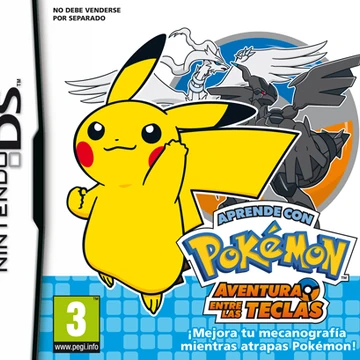 NO DEBE VENDERSE
POR SEPARADO
NINTENDO DS
APRENDE CON
POKéMON
AVENTURA
ENTRE
LAS TECLAS
3
www.pegi.info
¡Mejora tu mecanografía
mientras atrapas Pokémon!